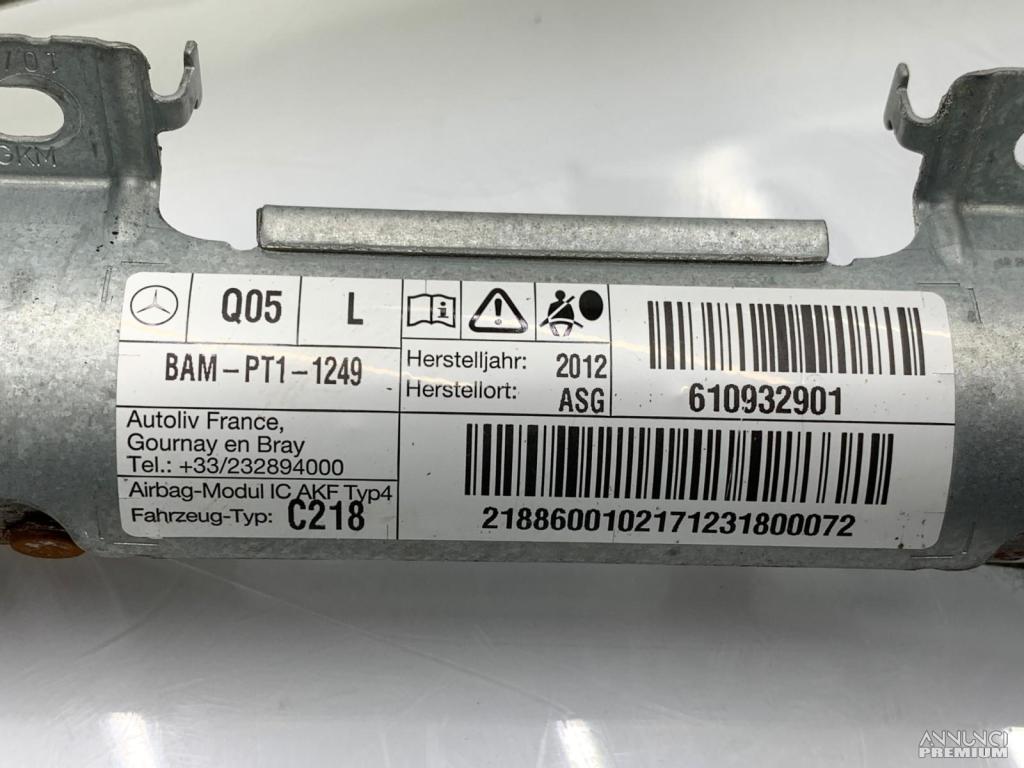 Q05
L
BAM-PT1-1249
Herstelljahr: 2012
Herstellort: ASG
610932901
Autoliv France,
Gournay en Bray
Tel.: +33/232894000
Airbag-Modul IC AKF Typ4
Fahrzeug-Typ: C218
2188600102171231800072
ANNUNCI
PREMIUM